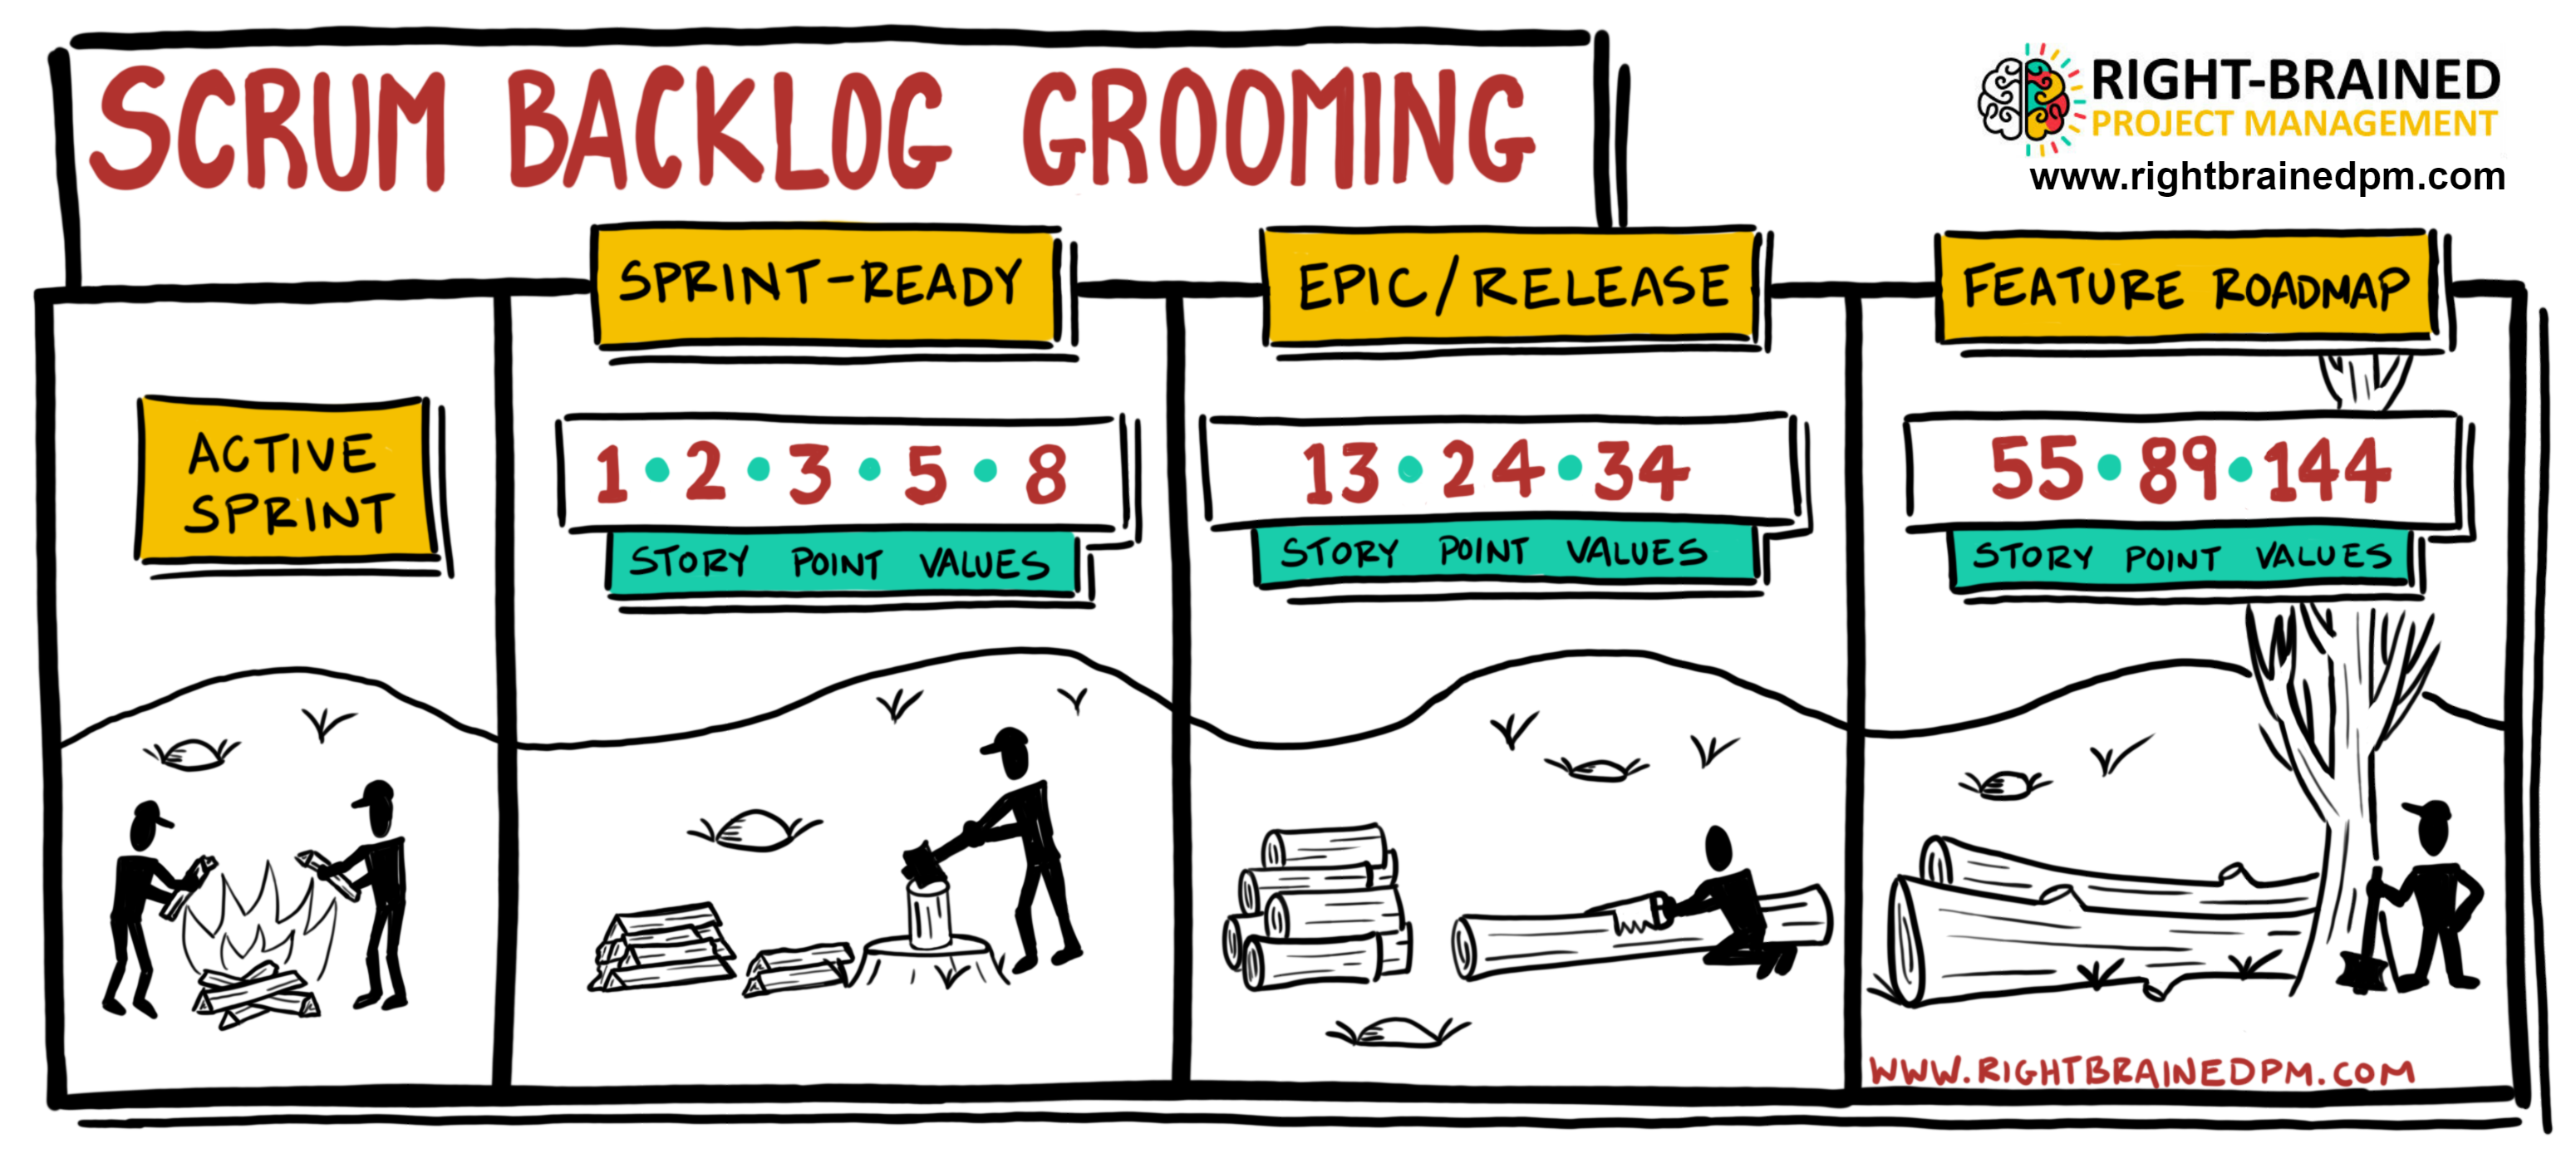 SCRUM BACKLOG GROOMING
RIGHT-BRAINED
PROJECT MANAGEMENT
www.rightbrainedpm.com
ACTIVE
SPRINT
SPRINT-READY
1 • 2 • 3 • 5 • 8
STORY POINT VALUES
EPIC/RELEASE
13 • 24 • 34
STORY POINT VALUES
FEATURE ROADMAP
55 • 89 • 144
STORY POINT VALUES
WWW.RIGHTBRAINEDPM.COM